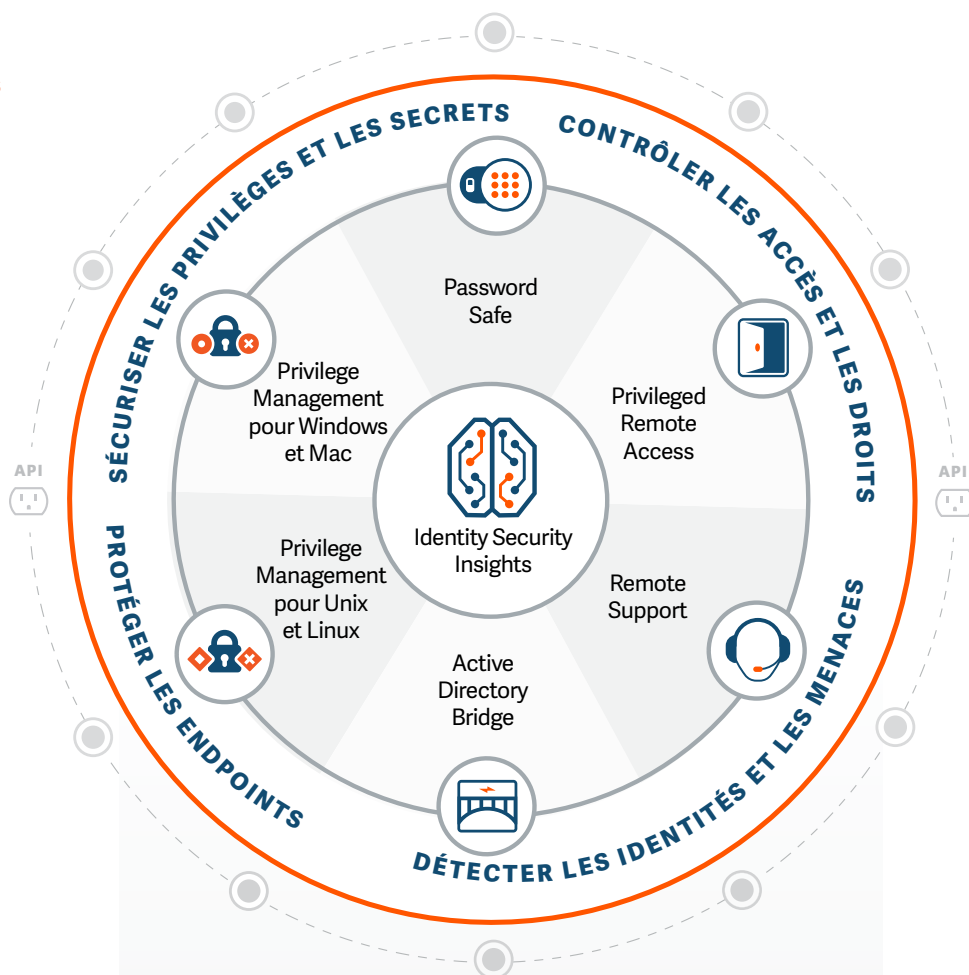 SÉCURISER LES PRIVILÈGES ET LES SECRETS
CONTRÔLER LES ACCÈS ET LES DROITS
Password
Safe
Privilege
Management
pour Windows
et Mac
Privileged
Remote
Access
API
API
Identity Security
Insights
Privilege
Management
pour Unix
et Linux
Remote
Support
Active
Directory
Bridge
PROTÉGER LES ENDPOINTS
DÉTECTER LES IDENTITÉS ET LES MENACES